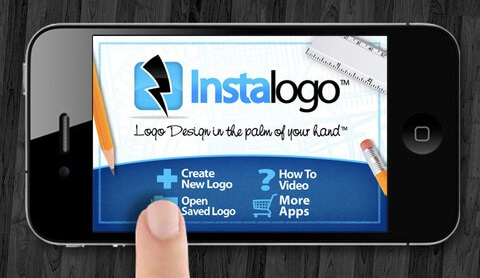 Instalogo™
Logo Design in the palm of your hand™
Create
New Logo
How To
Video
Open
Saved Logo
More
Apps